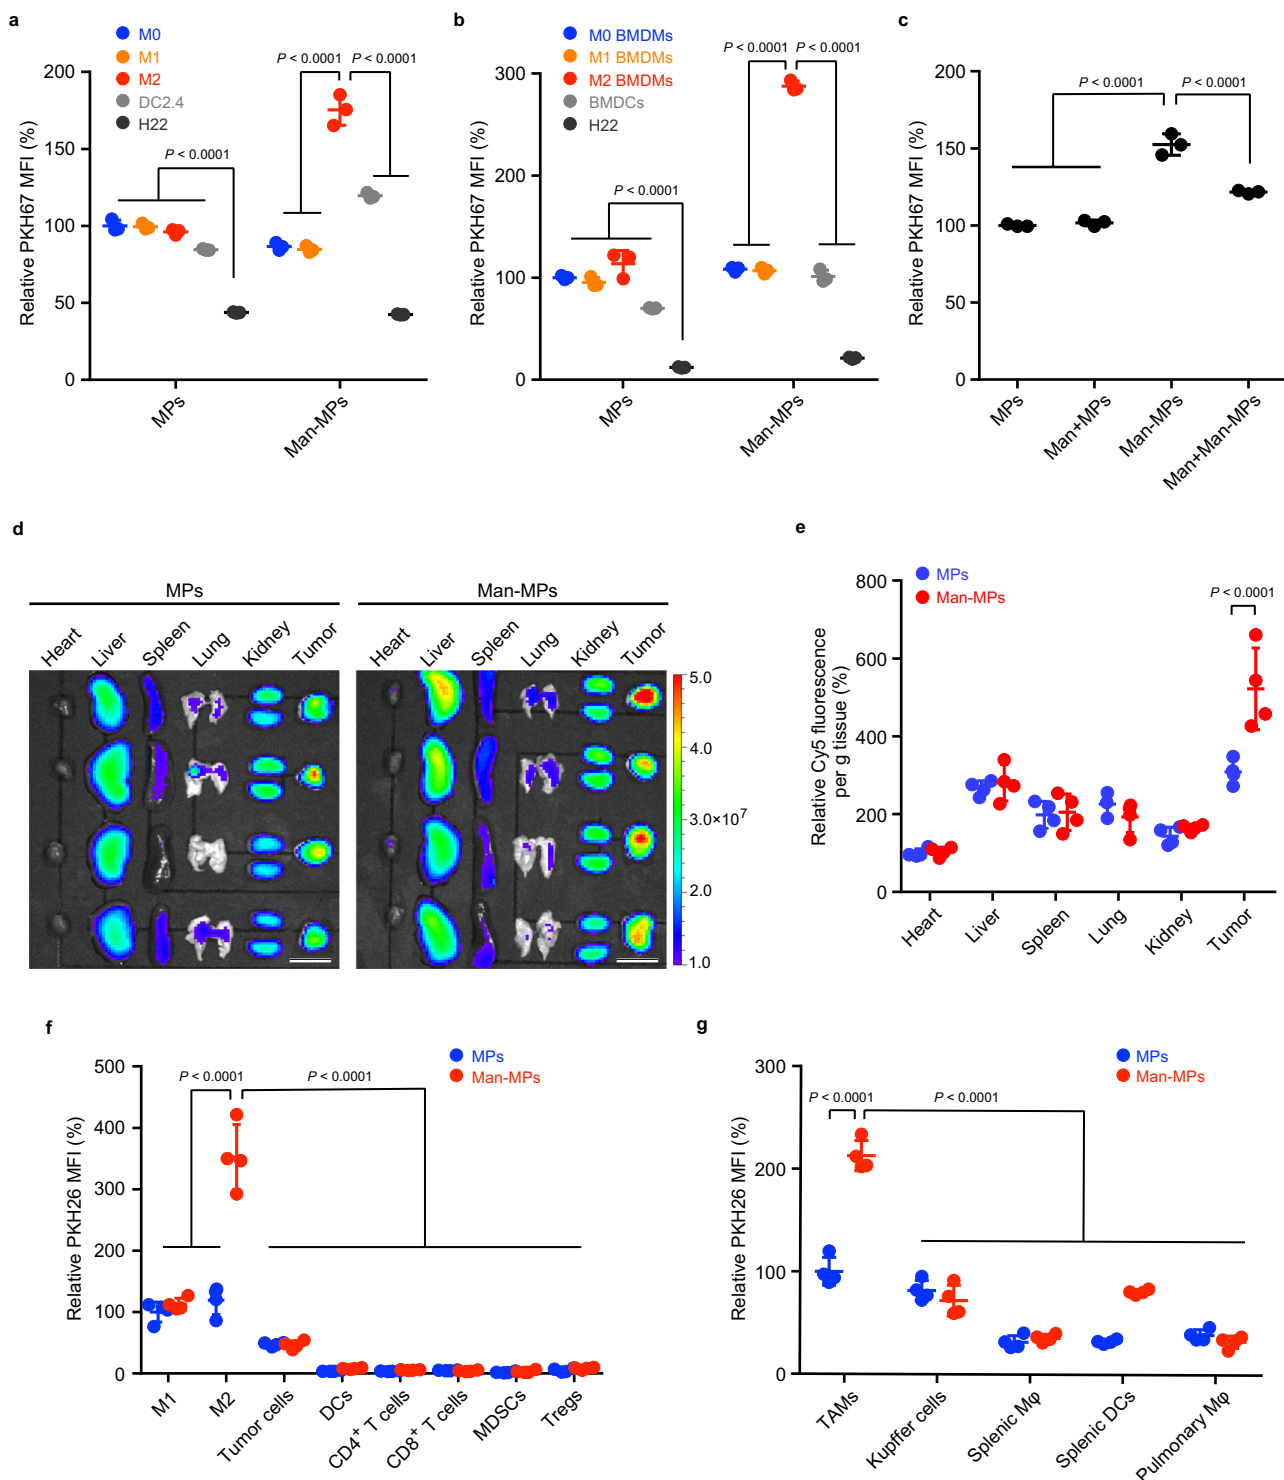 a
M0
M1
M2
DC2.4
H22
P < 0.0001
P < 0.0001
P < 0.0001
Relative PKH67 MFI (%)
200
150
100
50
0
MPs
Man-MPs
b
M0 BMDMs
M1 BMDMs
M2 BMDMs
BMDCs
H22
P < 0.0001
P < 0.0001
P < 0.0001
Relative PKH67 MFI (%)
300
200
100
0
MPs
Man-MPs
c
P < 0.0001
P < 0.0001
Relative PKH67 MFI (%)
200
150
100
50
0
MPs
Man+MPs
Man-MPs
Man+Man-MPs
d
MPs
Man-MPs
Heart
Liver
Spleen
Lung
Kidney
Tumor
Heart
Liver
Spleen
Lung
Kidney
Tumor
5.0
4.0
3.0×10⁷
2.0
1.0
e
MPs
Man-MPs
P < 0.0001
Relative Cy5 fluorescence
per g tissue (%)
800
600
400
200
0
Heart
Liver
Spleen
Lung
Kidney
Tumor
f
MPs
Man-MPs
P < 0.0001
P < 0.0001
Relative PKH26 MFI (%)
500
400
300
200
100
0
M1
M2
Tumor cells
DCs
CD4⁺ T cells
CD8⁺ T cells
MDSCs
Tregs
g
MPs
Man-MPs
P < 0.0001
P < 0.0001
Relative PKH26 MFI (%)
300
200
100
0
TAMs
Kupffer cells
Splenic Mφ
Splenic DCs
Pulmonary Mφ